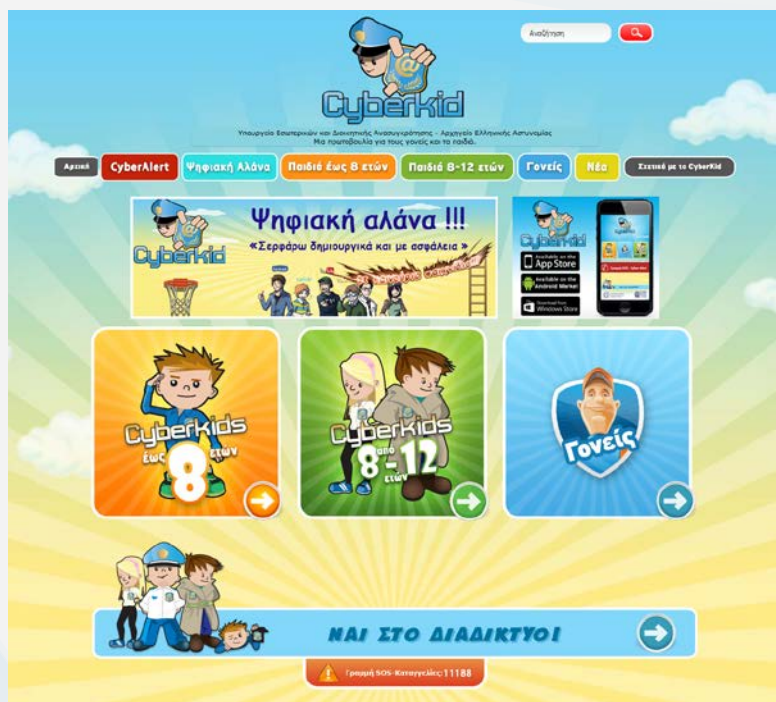 Αναζήτηση
Cyberkid
Υπουργείο Εσωτερικών και Διοικητικής Ανασυγκρότησης - Αρχηγείο Ελληνικής Αστυνομίας
Μια πρωτοβουλία για τους γονείς και τα παιδιά.
Αρχική CyberAlert Ψηφιακή Αλάνα Παιδιά έως 8 ετών Παιδιά 8-12 ετών Γονείς Νέα Σχετικά με το CyberKid
Ψηφιακή αλάνα !!!
«Σερφάρω δημιουργικά και με ασφάλεια »
Cyberkid
Cyberkid
Available on the
App Store
Available on the
Android Market
Download from
Windows Store
Cyberkids
έως 8 ετών
Cyberkids
από
8-12
ετών
Γονείς
ΝΑΙ ΣΤΟ ΔΙΑΔΙΚΤΥΟ!
Γραμμή SOS-Καταγγελίες:11188